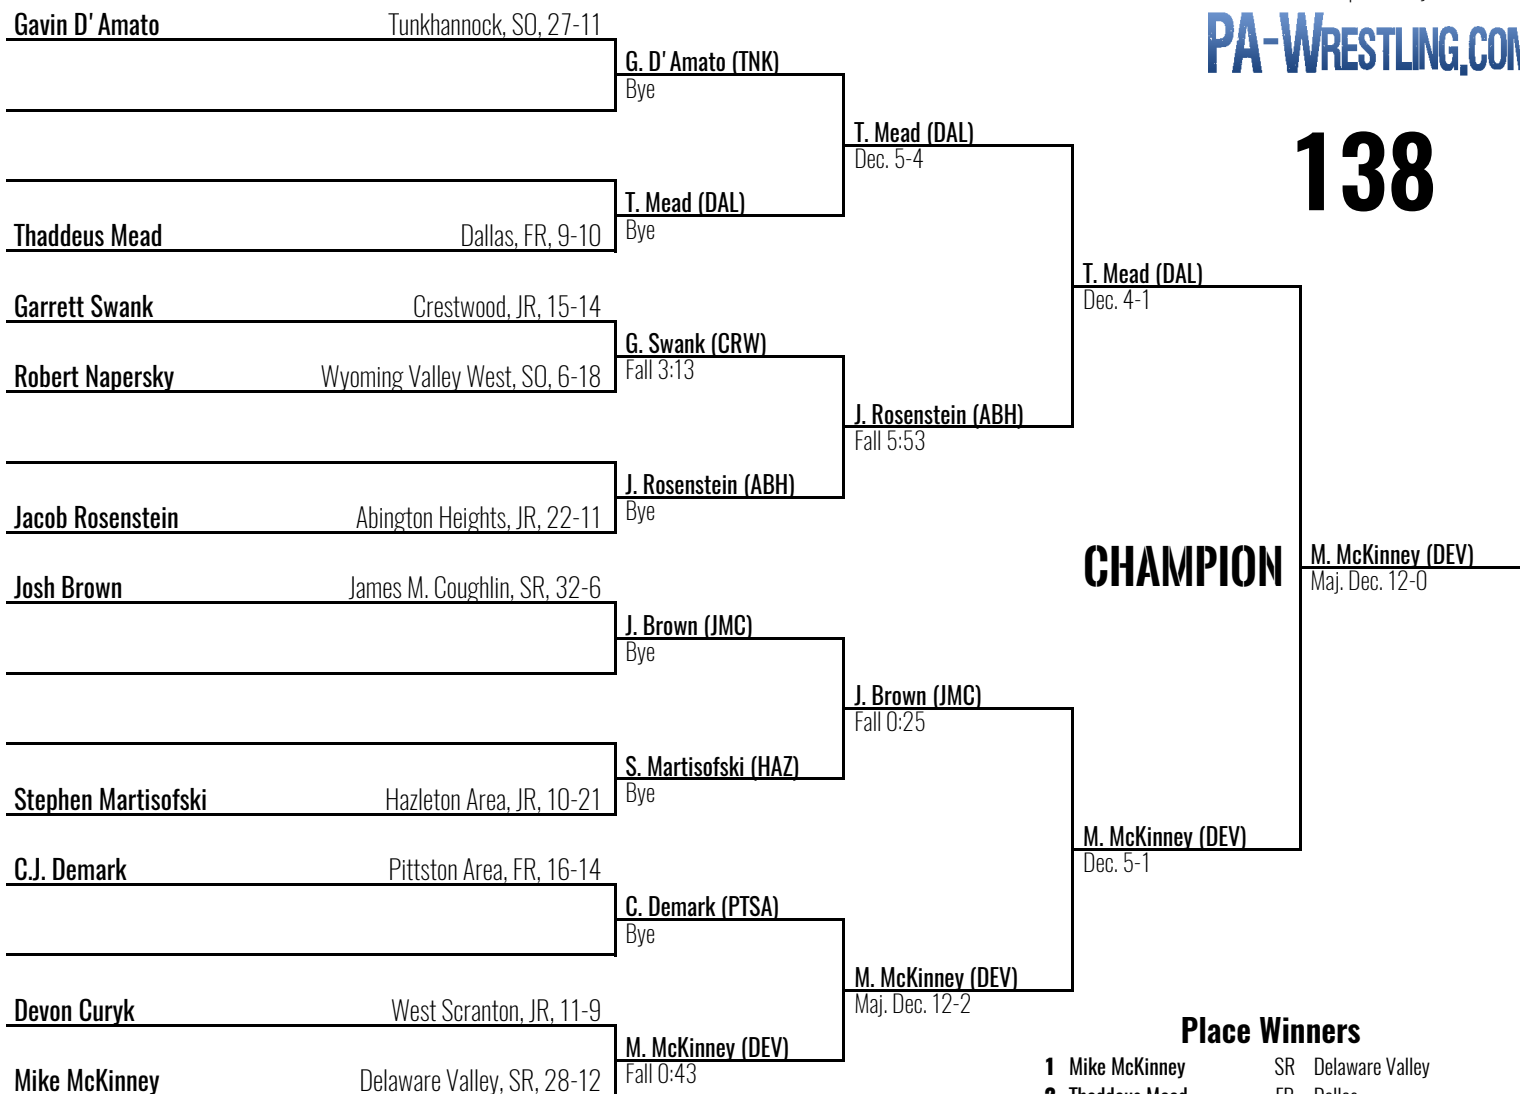 PA-WRESTLING.COM
138
Gavin D'Amato Tunkhannock, SO, 27-11
G. D'Amato (TNK)
Bye
T. Mead (DAL)
Dec. 5-4
T. Mead (DAL)
Bye
Thaddeus Mead Dallas, FR, 9-10
T. Mead (DAL)
Dec. 4-1
Garrett Swank Crestwood, JR, 15-14
G. Swank (CRW)
Fall 3:13
Robert Napersky Wyoming Valley West, SO, 6-18
J. Rosenstein (ABH)
Fall 5:53
J. Rosenstein (ABH)
Bye
Jacob Rosenstein Abington Heights, JR, 22-11
CHAMPION
M. McKinney (DEV)
Maj. Dec. 12-0
Josh Brown James M. Coughlin, SR, 32-6
J. Brown (JMC)
Bye
J. Brown (JMC)
Fall 0:25
S. Martisofski (HAZ)
Bye
Stephen Martisofski Hazleton Area, JR, 10-21
M. McKinney (DEV)
Dec. 5-1
C.J. Demark Pittston Area, FR, 16-14
C. Demark (PTSA)
Bye
M. McKinney (DEV)
Maj. Dec. 12-2
Devon Curyk West Scranton, JR, 11-9
M. McKinney (DEV)
Fall 0:43
Mike McKinney Delaware Valley, SR, 28-12
Place Winners
1 Mike McKinney SR Delaware Valley
2 Thaddeus Mead FR Dallas